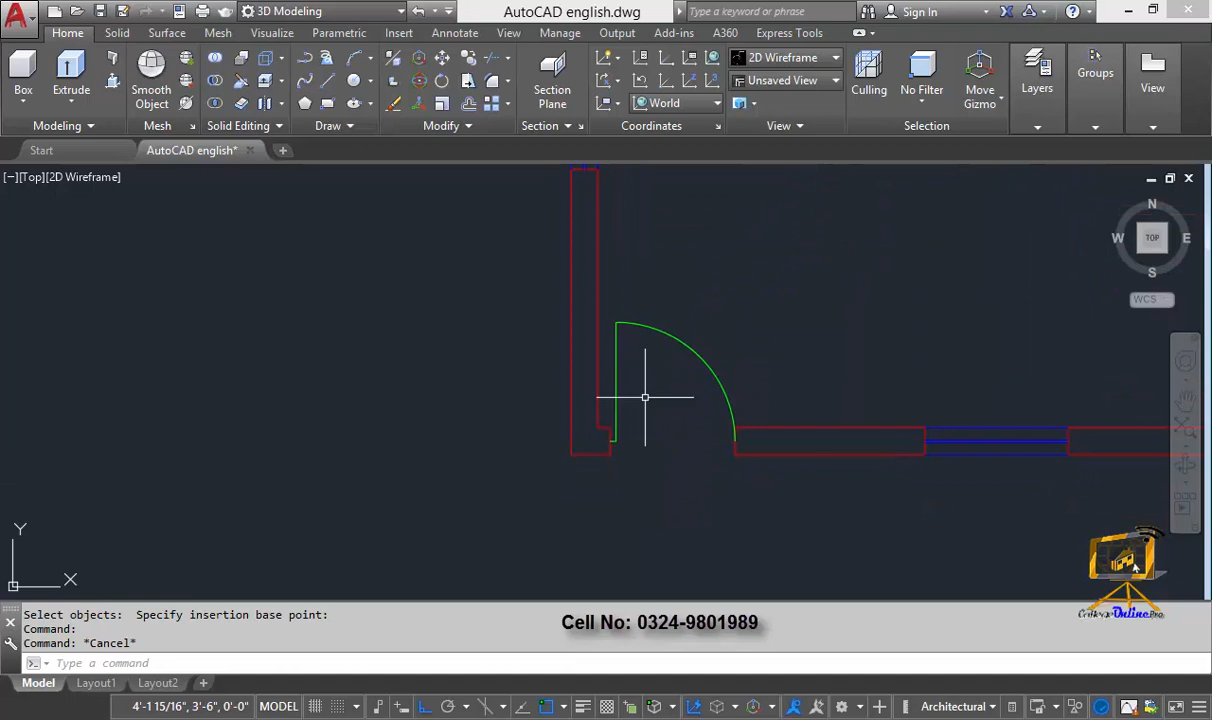 3D Modeling
AutoCAD english.dwg
Type a keyword or phrase
Sign In
Home Solid Surface Mesh Visualize Parametric Insert Annotate View Manage Output Add-ins A360 Express Tools
Box
Extrude
Smooth Object
Section Plane
2D Wireframe
Unsaved View
World
Culling
No Filter
Move Gizmo
Layers
Groups
View
Modeling Mesh Solid Editing Draw Modify Section Coordinates View Selection
Start AutoCAD english*
[−][Top][2D Wireframe]
N
W TOP E
S
WCS
Y
X
Select objects: Specify insertion base point:
Command:
Command: *Cancel*
Type a command
Cell No: 0324-9801989
Model Layout1 Layout2
4'-1 15/16", 3'-6", 0'-0" MODEL Architectural